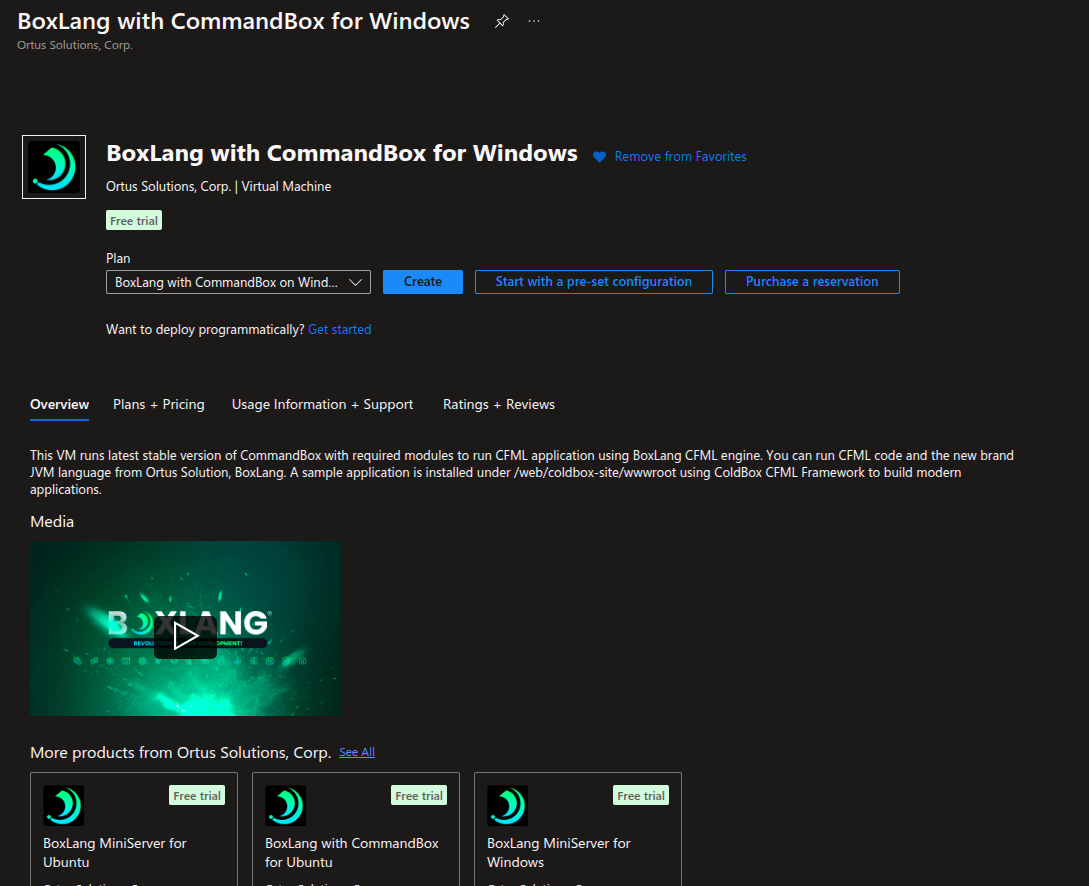 BoxLang with CommandBox for Windows
Ortus Solutions, Corp.
BoxLang with CommandBox for Windows
Remove from Favorites
Ortus Solutions, Corp. | Virtual Machine
Free trial
Plan
BoxLang with CommandBox on Wind...
Create
Start with a pre-set configuration
Purchase a reservation
Want to deploy programmatically? Get started
Overview
Plans + Pricing
Usage Information + Support
Ratings + Reviews
This VM runs latest stable version of CommandBox with required modules to run CFML application using BoxLang CFML engine. You can run CFML code and the new brand
JVM language from Ortus Solution, BoxLang. A sample application is installed under /web/coldbox-site/wwwroot using ColdBox CFML Framework to build modern
applications.
Media
BOXLANG®
More products from Ortus Solutions, Corp. See All
Free trial
BoxLang MiniServer for
Ubuntu
Free trial
BoxLang with CommandBox
for Ubuntu
Free trial
BoxLang MiniServer for
Windows